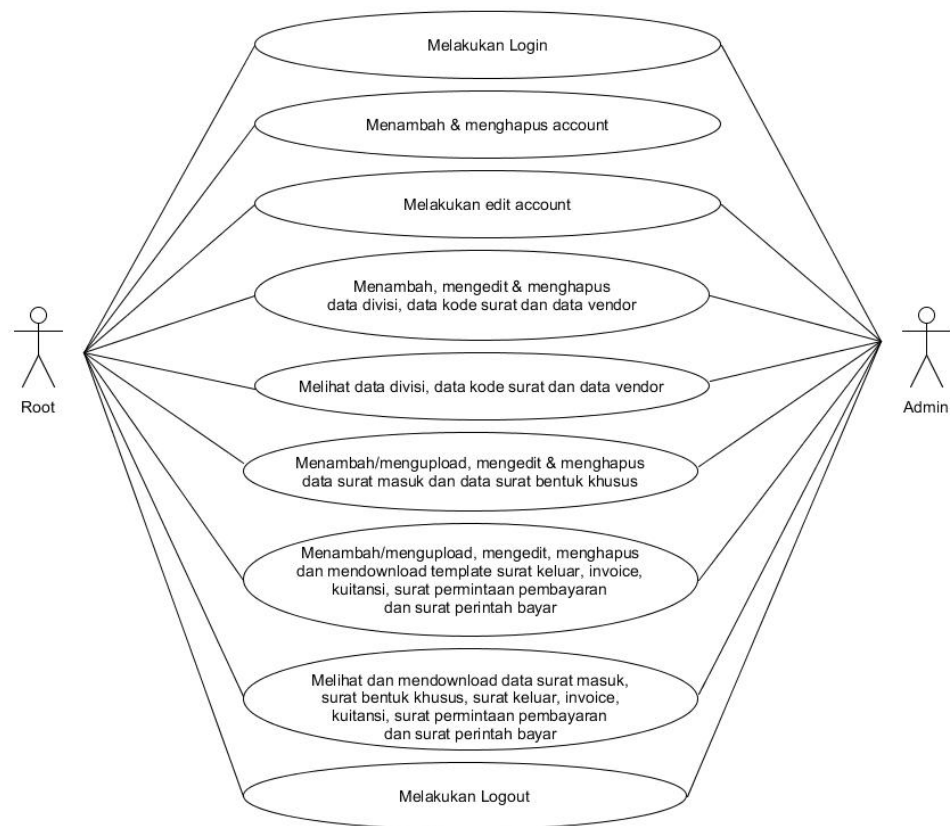 Melakukan Login
Menambah & menghapus account
Melakukan edit account
Menambah, mengedit & menghapus
data divisi, data kode surat dan data vendor
Melihat data divisi, data kode surat dan data vendor
Root
Admin
Menambah/mengupload, mengedit & menghapus
data surat masuk dan data surat bentuk khusus
Menambah/mengupload, mengedit, menghapus
dan mendownload template surat keluar, invoice,
kuitansi, surat permintaan pembayaran
dan surat perintah bayar
Melihat dan mendownload data surat masuk,
surat bentuk khusus, surat keluar, invoice,
kuitansi, surat permintaan pembayaran
dan surat perintah bayar
Melakukan Logout